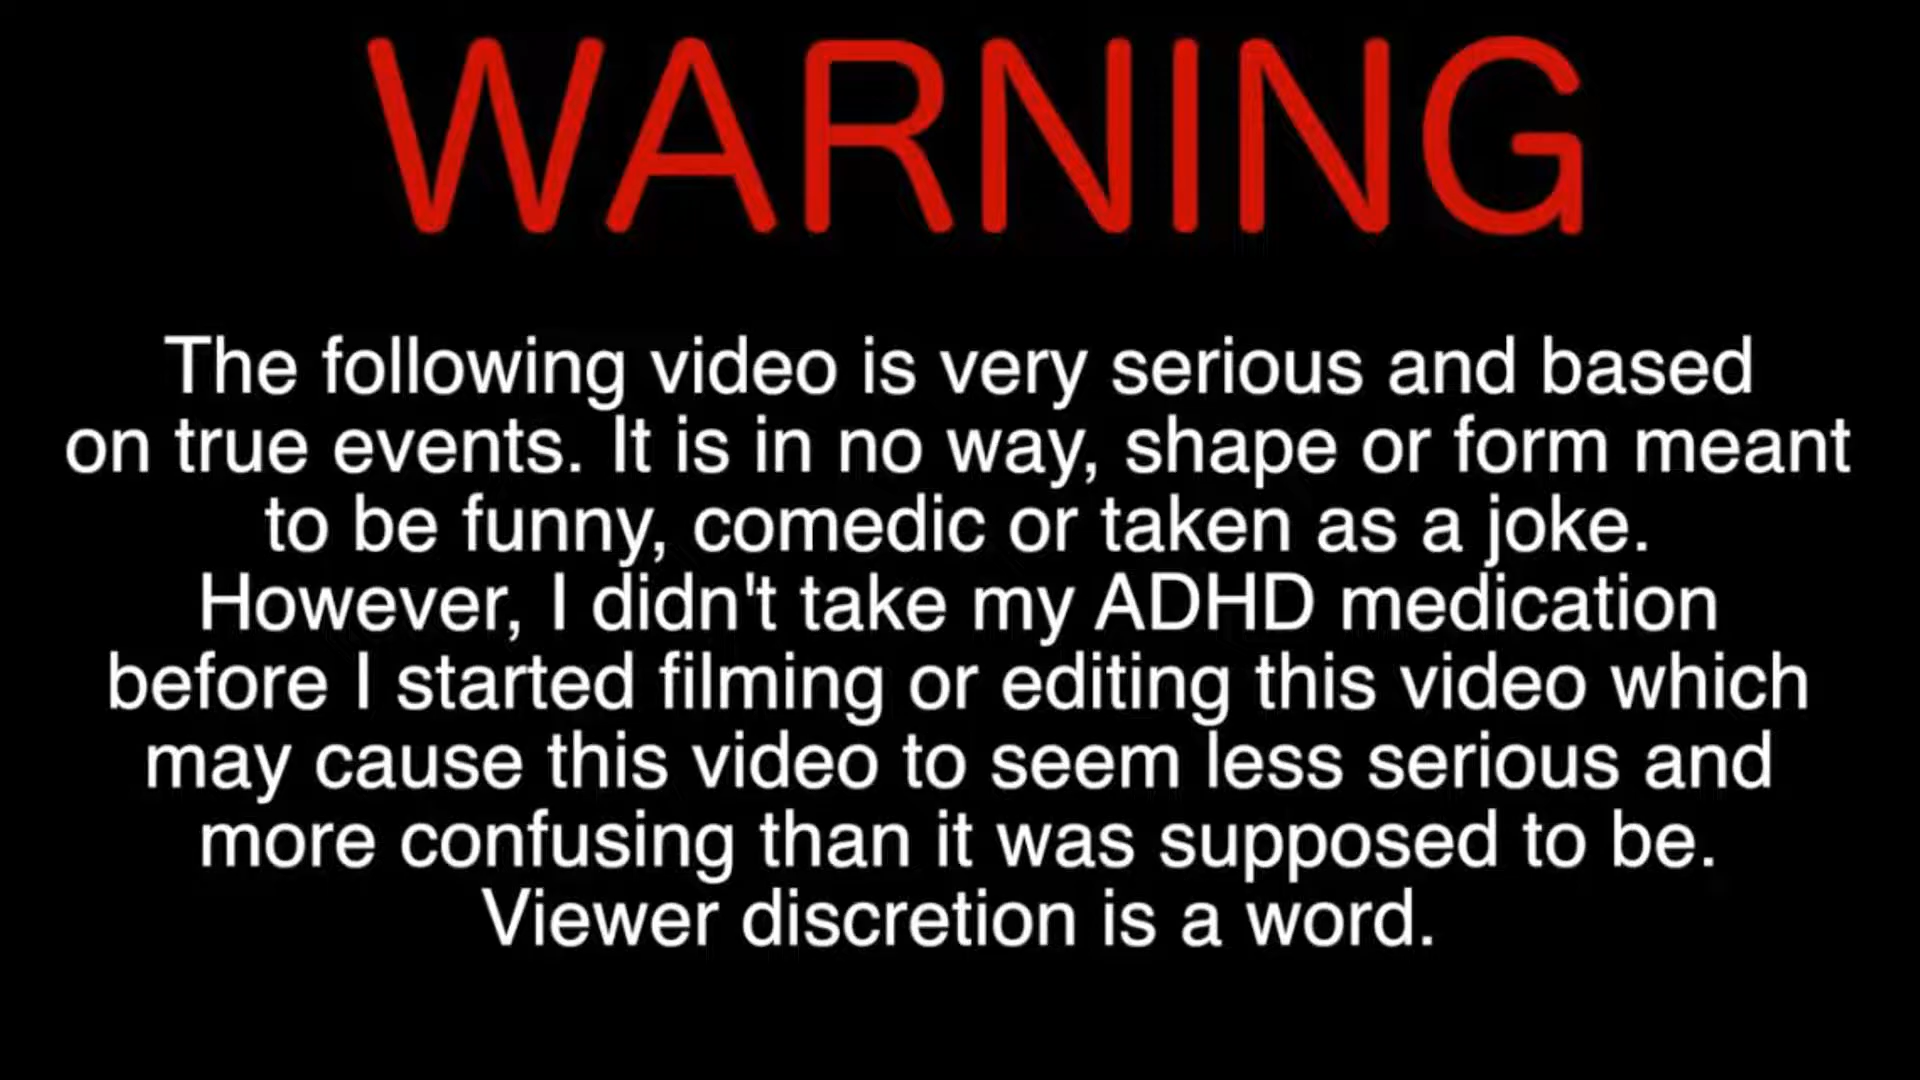 WARNING
The following video is very serious and based
on true events. It is in no way, shape or form meant
to be funny, comedic or taken as a joke.
However, I didn't take my ADHD medication
before I started filming or editing this video which
may cause this video to seem less serious and
more confusing than it was supposed to be.
Viewer discretion is a word.